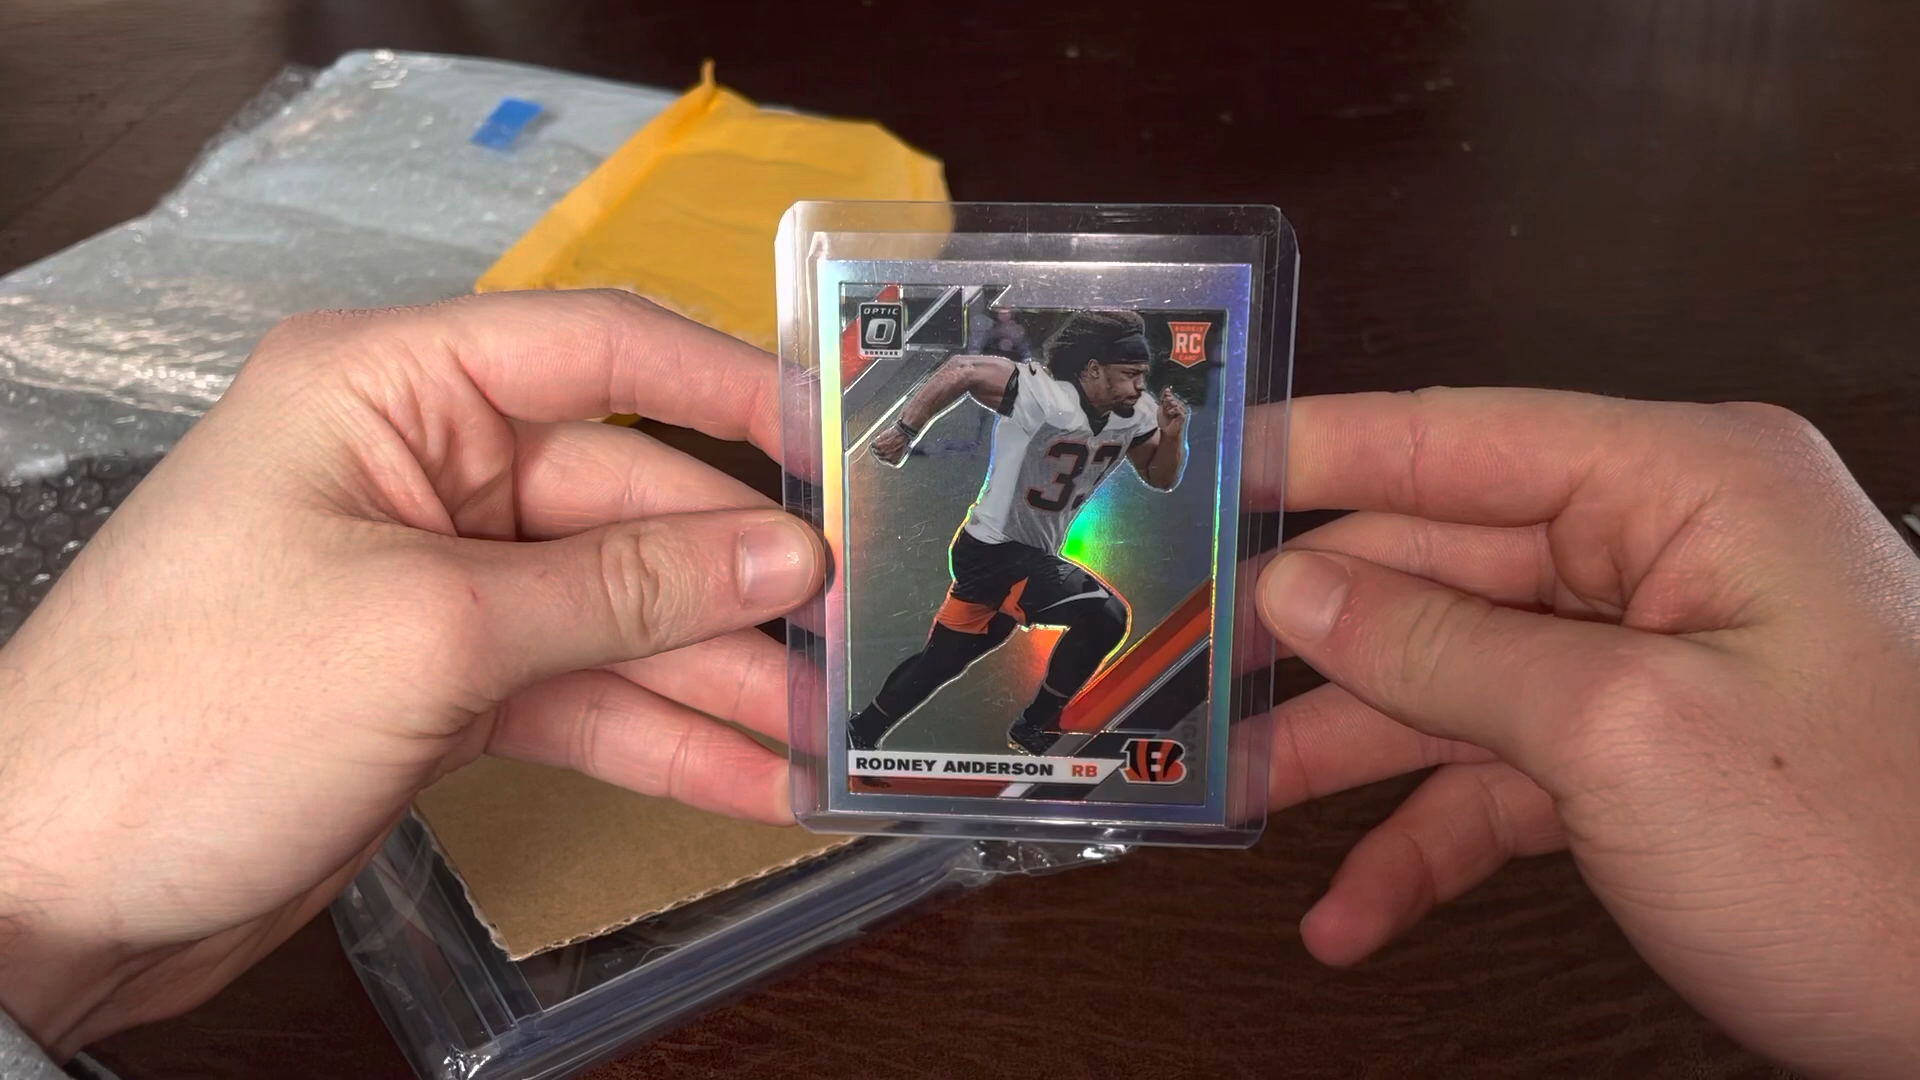 OPTIC
DONRUSS
ROOKIE
RC
CARD
33
RODNEY ANDERSON RB
B